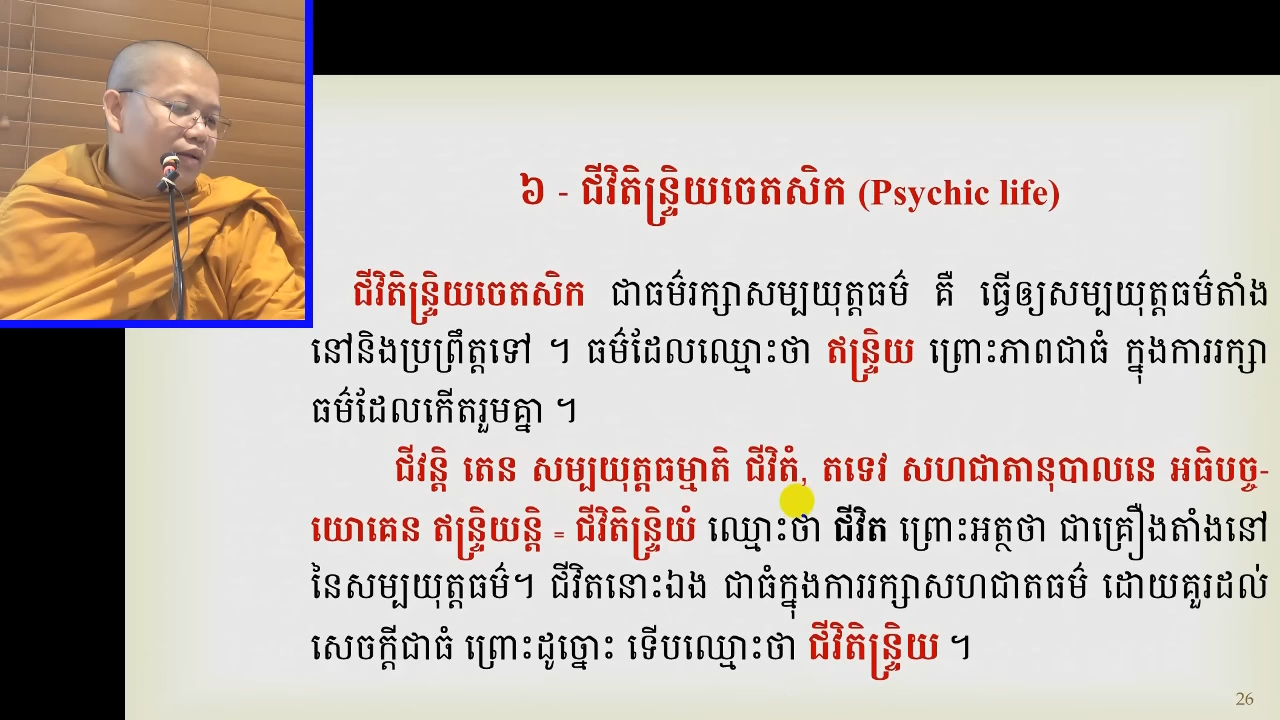 ៦ - ជីវិតិន្ទ្រិយចេតសិក (Psychic life)
ជីវិតិន្ទ្រិយចេតសិក ជាធម៌រក្សាសម្បយុត្តធម៌ គឺ ធ្វើឲ្យសម្បយុត្តធម៌តាំង
នៅនិងប្រព្រឹត្តទៅ ។ ធម៌ដែលឈ្មោះថា ឥន្ទ្រិយ ព្រោះភាពជាធំ ក្នុងការរក្សា
ធម៌ដែលកើតរួមគ្នា ។
ជីវន្តិ តេន សម្បយុត្តធម្មាតិ ជីវិតំ, តទេវ សហជាតានុបាលនេ អធិបច្ច-
យោគេន ឥន្ទ្រិយន្តិ = ជីវិតិន្ទ្រិយំ ឈ្មោះថា ជីវិត ព្រោះអត្ថថា ជាគ្រឿងតាំងនៅ
នៃសម្បយុត្តធម៌។ ជីវិតនោះឯង ជាធំក្នុងការរក្សាសហជាតធម៌ ដោយគួរដល់
សេចក្ដីជាធំ ព្រោះដូច្នោះ ទើបឈ្មោះថា ជីវិតិន្ទ្រិយ ។
26